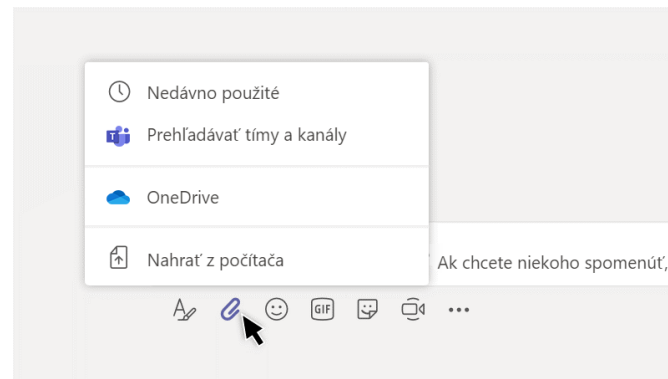 Nedávno použité
Prehľadávať tímy a kanály
OneDrive
Nahrať z počítača
Ak chcete niekoho spomenúť,
GIF